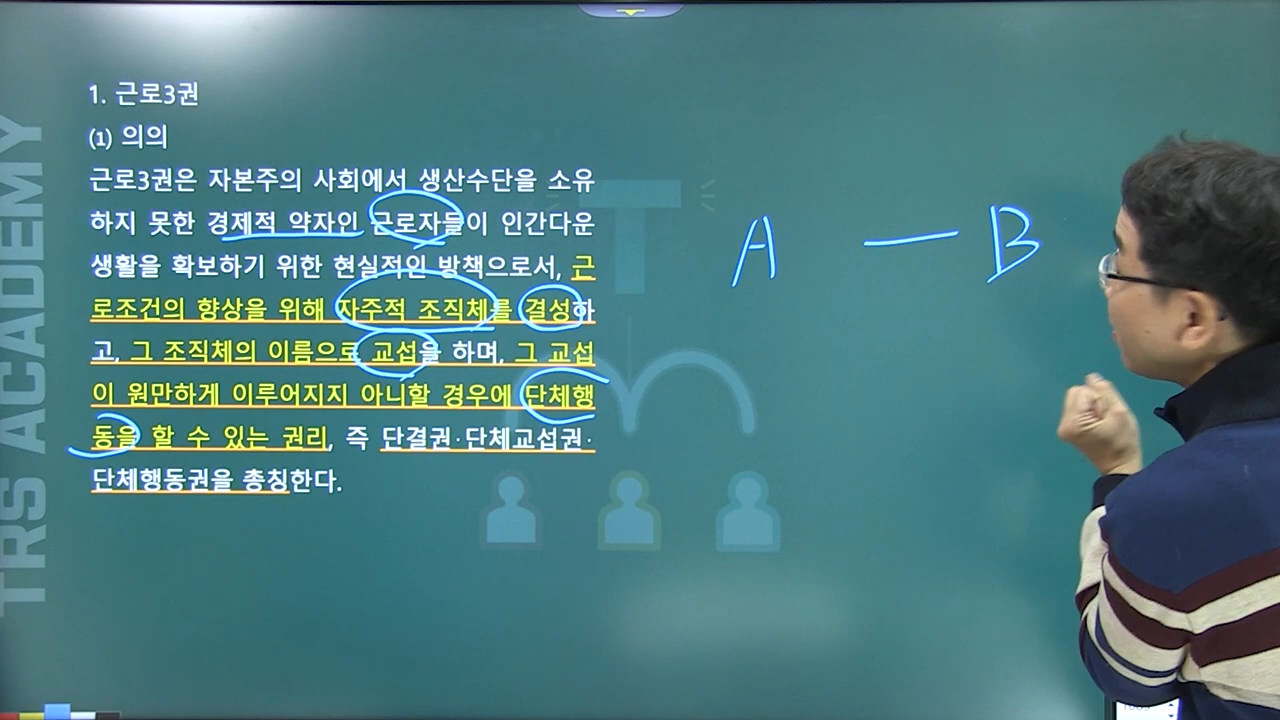 1. 근로3권
(1) 의의
근로3권은 자본주의 사회에서 생산수단을 소유
하지 못한 경제적 약자인 근로자들이 인간다운
생활을 확보하기 위한 현실적인 방책으로서, 근
로조건의 향상을 위해 자주적 조직체를 결성하
고, 그 조직체의 이름으로 교섭을 하며, 그 교섭
이 원만하게 이루어지지 아니할 경우에 단체행
동을 할 수 있는 권리, 즉 단결권·단체교섭권·
단체행동권을 총칭한다.
A — B
TRS ACADEMY